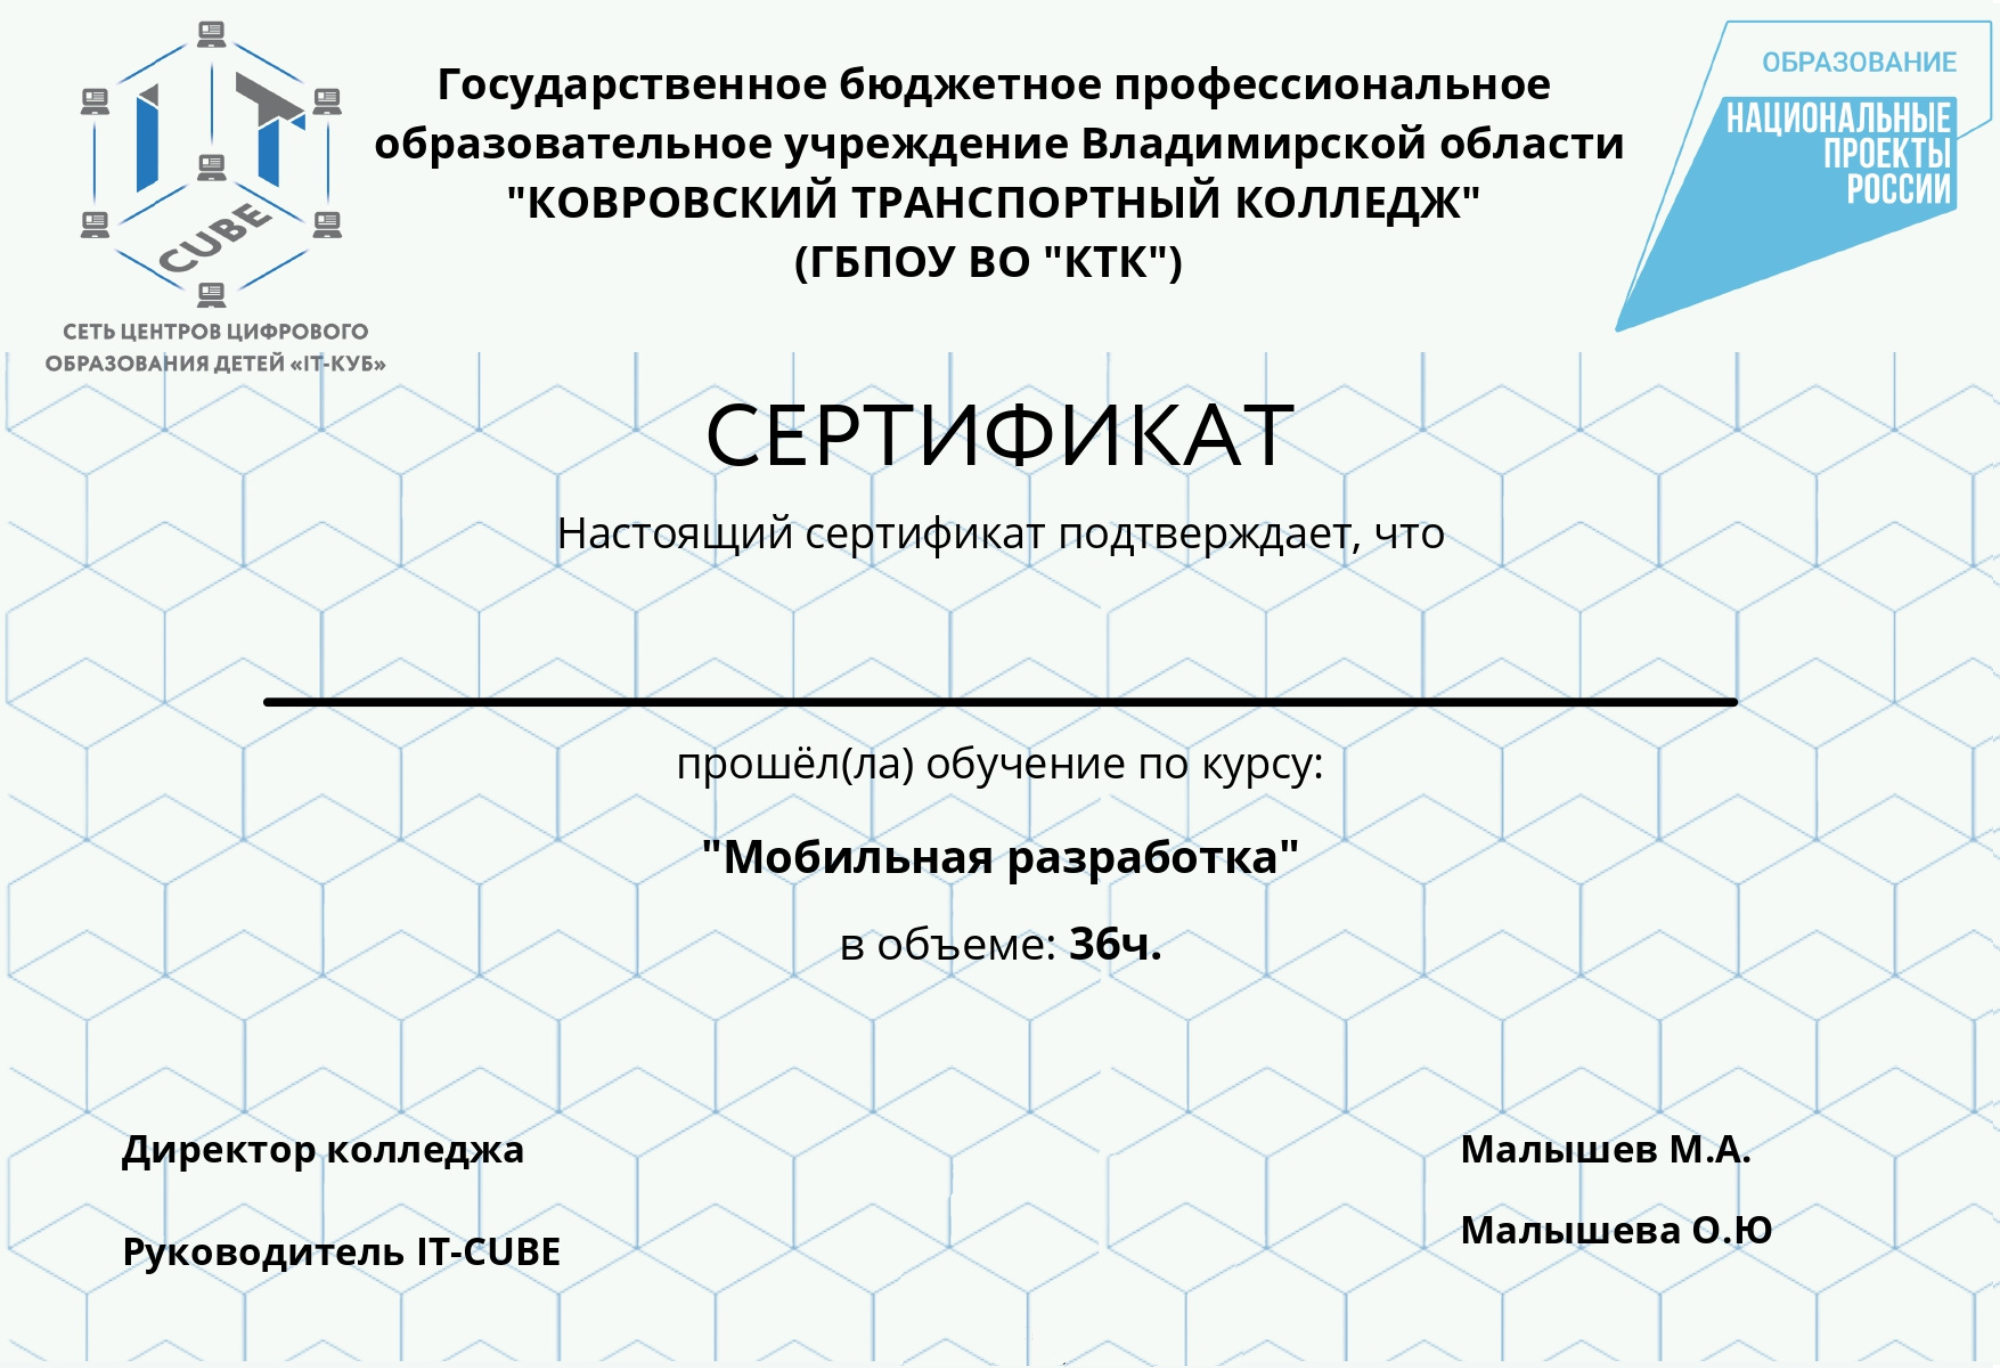 Государственное бюджетное профессиональное
образовательное учреждение Владимирской области
"КОВРОВСКИЙ ТРАНСПОРТНЫЙ КОЛЛЕДЖ"
(ГБПОУ ВО "КТК")
IT
CUBE
СЕТЬ ЦЕНТРОВ ЦИФРОВОГО
ОБРАЗОВАНИЯ ДЕТЕЙ «IT-КУБ»
ОБРАЗОВАНИЕ
НАЦИОНАЛЬНЫЕ
ПРОЕКТЫ
РОССИИ
СЕРТИФИКАТ
Настоящий сертификат подтверждает, что
прошёл(ла) обучение по курсу:
"Мобильная разработка"
в объеме: 36ч.
Директор колледжа
Малышев М.А.
Руководитель IT-CUBE
Малышева О.Ю